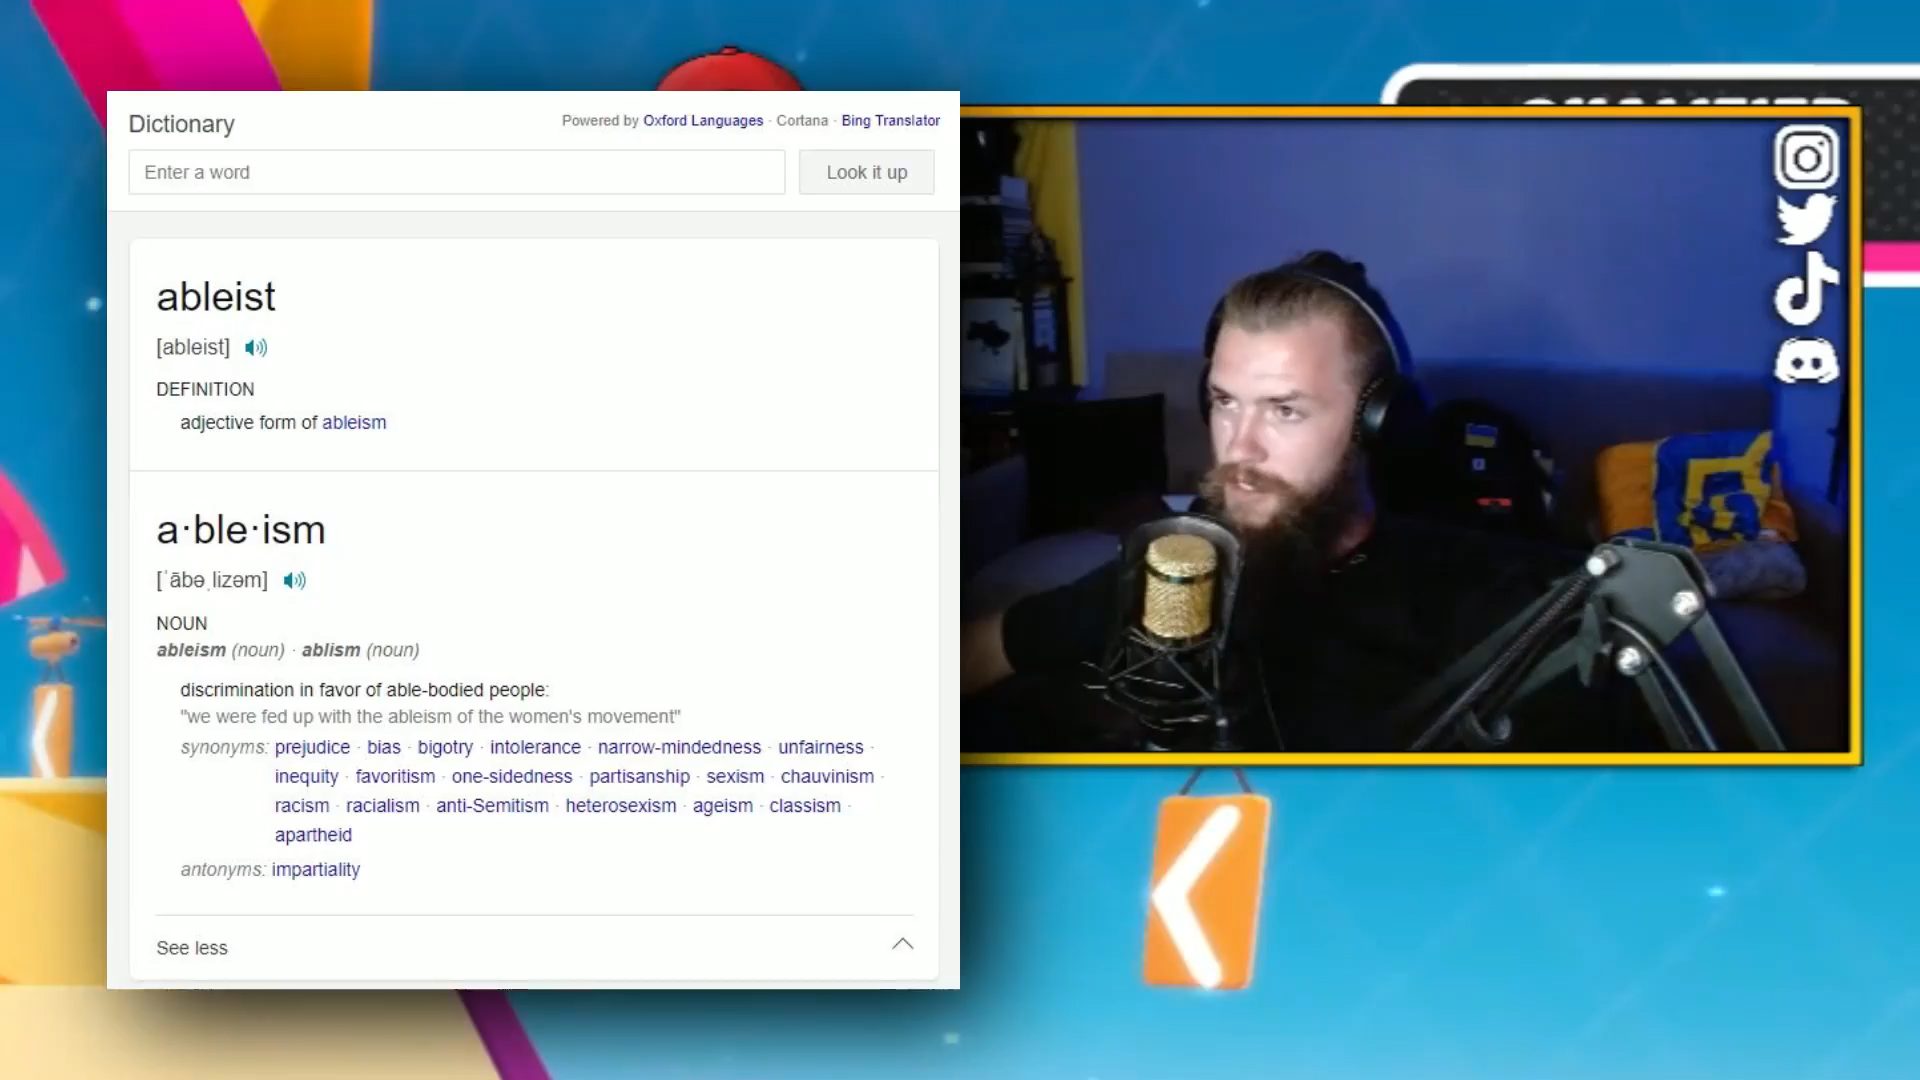 Dictionary
Powered by Oxford Languages · Cortana · Bing Translator
Enter a word
Look it up
ableist
[ableist]
DEFINITION
adjective form of ableism
a·ble·ism
[ˈābəˌlizəm]
NOUN
ableism (noun) · ablism (noun)
discrimination in favor of able-bodied people:
"we were fed up with the ableism of the women's movement"
synonyms: prejudice · bias · bigotry · intolerance · narrow-mindedness · unfairness ·
inequity · favoritism · one-sidedness · partisanship · sexism · chauvinism ·
racism · racialism · anti-Semitism · heterosexism · ageism · classism ·
apartheid
antonyms: impartiality
See less